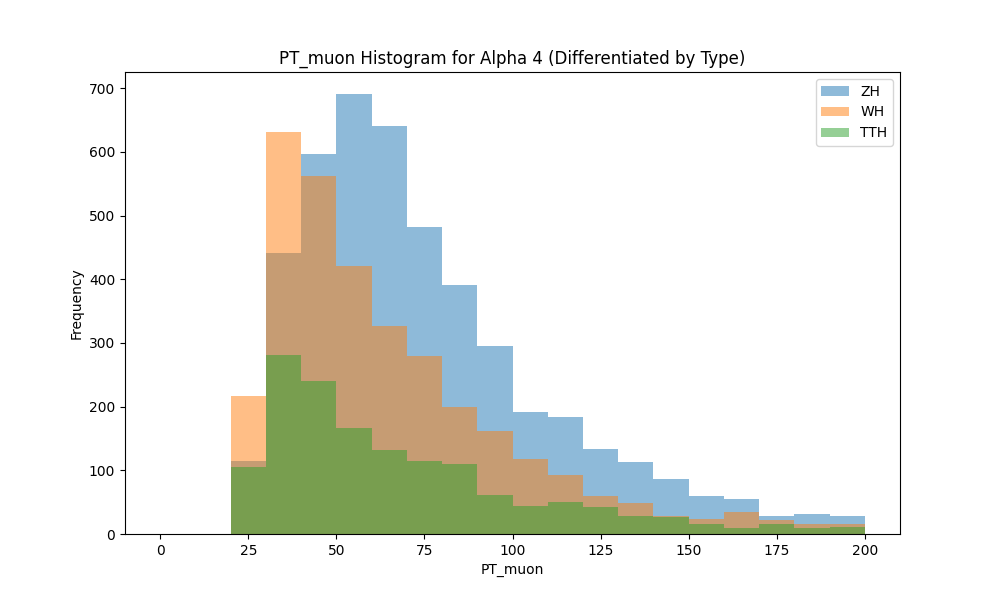 PT_muon Histogram for Alpha 4 (Differentiated by Type)
ZH
WH
TTH
Frequency
700
600
500
400
300
200
100
0
0 25 50 75 100 125 150 175 200
PT_muon